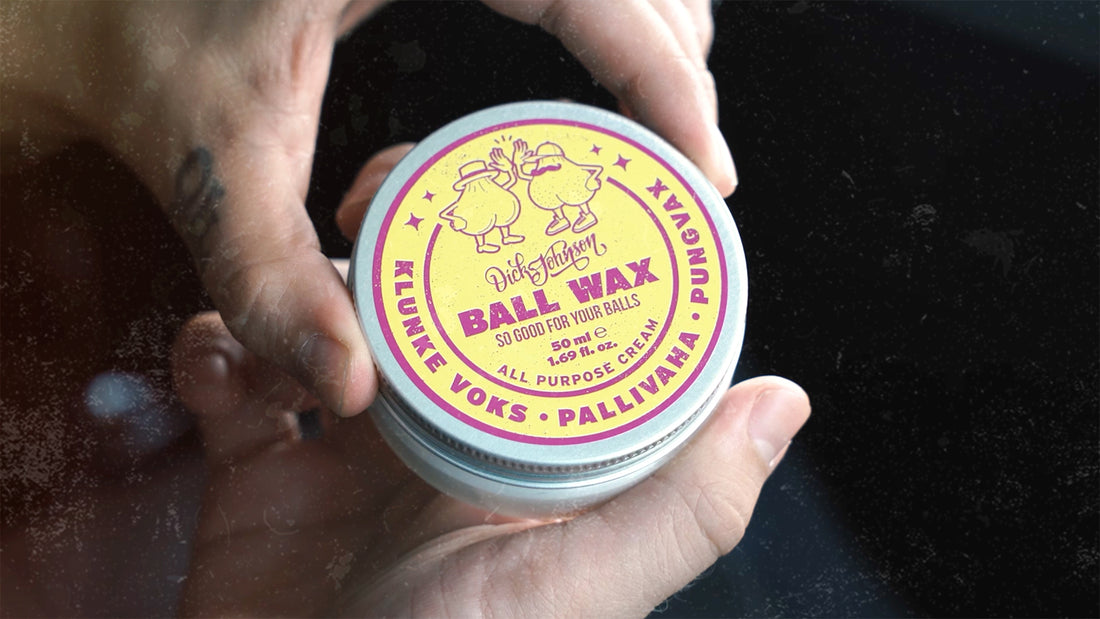 Dick Johnson
BALL WAX
SO GOOD FOR YOUR BALLS
50 ml ℮
1.69 fl. oz.
ALL PURPOSE CREAM
KLUNKE VOKS • PALLIVAHA • PUNGVAX